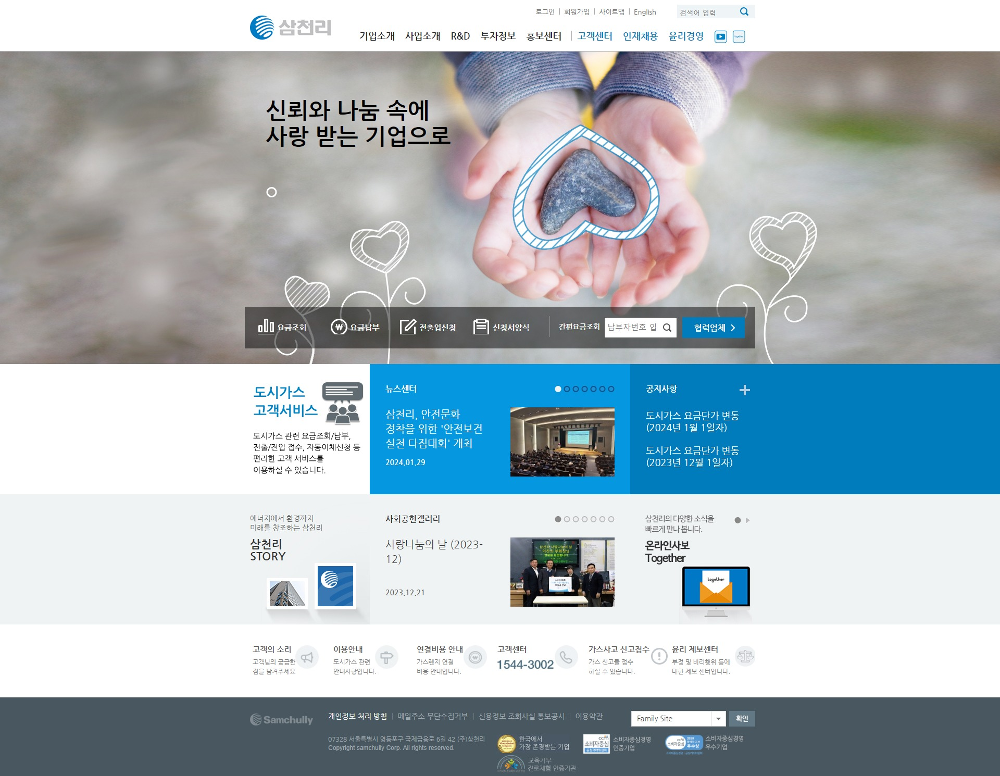 로그인 | 회원가입 | 사이트맵 | English
검색어 입력
삼천리
기업소개 사업소개 R&D 투자정보 홍보센터 | 고객센터 인재채용 윤리경영
together
신뢰와 나눔 속에
사랑 받는 기업으로
요금조회 요금납부 전출입신청 신청서양식 간편요금조회 납부자번호 입 협력업체
도시가스
고객서비스
도시가스 관련 요금조회/납부,
전출/전입 접수, 자동이체신청 등
편리한 고객 서비스를
이용하실 수 있습니다.
뉴스센터
삼천리, 안전문화
정착을 위한 '안전보건
실천 다짐대회' 개최
2024.01.29
공지사항
도시가스 요금단가 변동
(2024년 1월 1일자)
도시가스 요금단가 변동
(2023년 12월 1일자)
에너지에서 환경까지
미래를 창조하는 삼천리
삼천리
STORY
사회공헌갤러리
사랑나눔의 날 (2023-
12)
2023.12.21
삼천리의 다양한 소식을
빠르게 만나 봅니다.
온라인사보
Together
together
고객의 소리
고객님의 궁금한
점을 남겨주세요
이용안내
도시가스 관련
안내사항입니다.
연결비용 안내
가스렌지 연결
비용 안내입니다.
고객센터
1544-3002
가스사고 신고접수
가스 신고를 접수
하실 수 있습니다.
윤리 제보센터
부정 및 비리행위 등에
대한 제보 센터입니다.
Samchully
개인정보 처리 방침 | 메일주소 무단수집거부 | 신용정보 조회사실 통보공시 | 이용약관
Family Site
확인
07328 서울특별시 영등포구 국제금융로 6길 42 (주)삼천리
Copyright samchully Corp. All rights reserved.
한국에서
가장 존경받는 기업
ccm
소비자중심
공정거래위원회
소비자중심경영
인증기업
ccm
소비자중심
2020
우수상
소비자중심경영
우수기업
교육기부
진로체험 인증기관